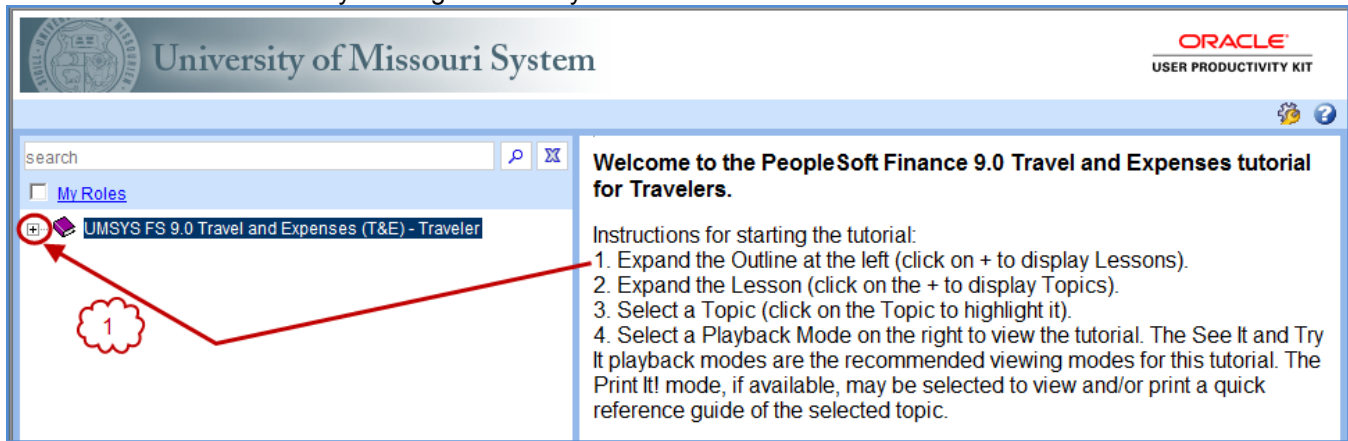 University of Missouri System
ORACLE
USER PRODUCTIVITY KIT
search
My Roles
UMSYS FS 9.0 Travel and Expenses (T&E) - Traveler
1
Welcome to the PeopleSoft Finance 9.0 Travel and Expenses tutorial
for Travelers.
Instructions for starting the tutorial:
1. Expand the Outline at the left (click on + to display Lessons).
2. Expand the Lesson (click on the + to display Topics).
3. Select a Topic (click on the Topic to highlight it).
4. Select a Playback Mode on the right to view the tutorial. The See It and Try
It playback modes are the recommended viewing modes for this tutorial. The
Print It! mode, if available, may be selected to view and/or print a quick
reference guide of the selected topic.